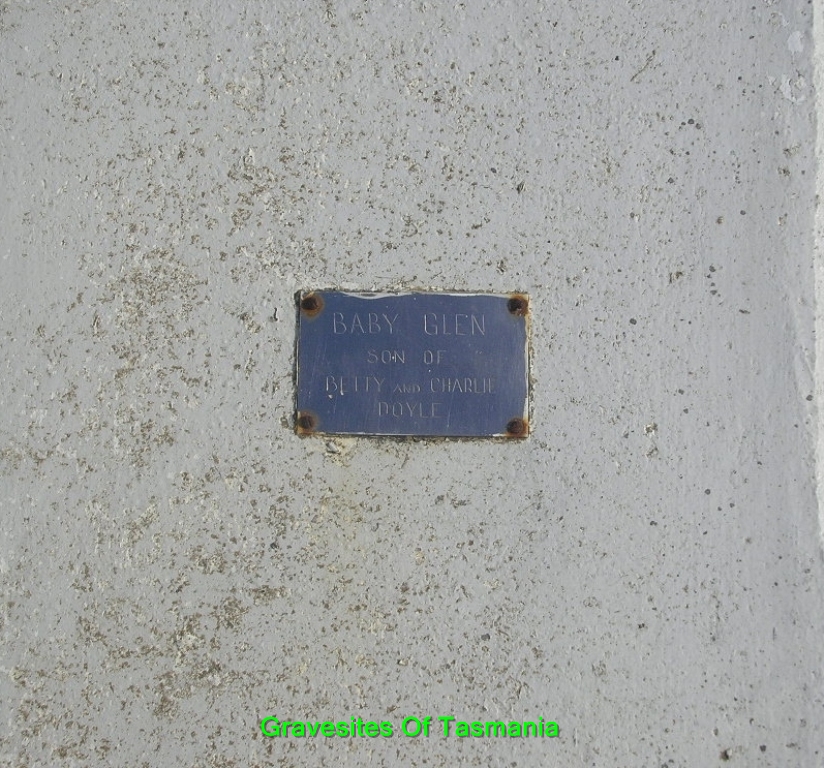 BABY GLEN
SON OF
BETTY AND CHARLIE
DOYLE
Gravesites Of Tasmania